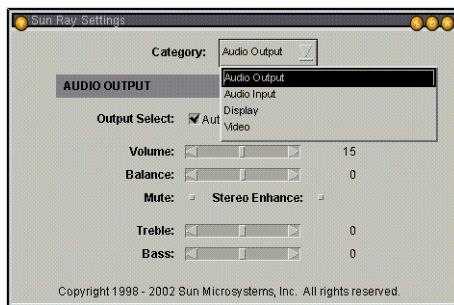 Sun Ray Settings
Category: Audio Output
Audio Output
Audio Input
Display
Video
AUDIO OUTPUT
Output Select: Aut
Volume: 15
Balance: 0
Mute: Stereo Enhance:
Treble: 0
Bass: 0
Copyright 1998 - 2002 Sun Microsystems, Inc. All rights reserved.